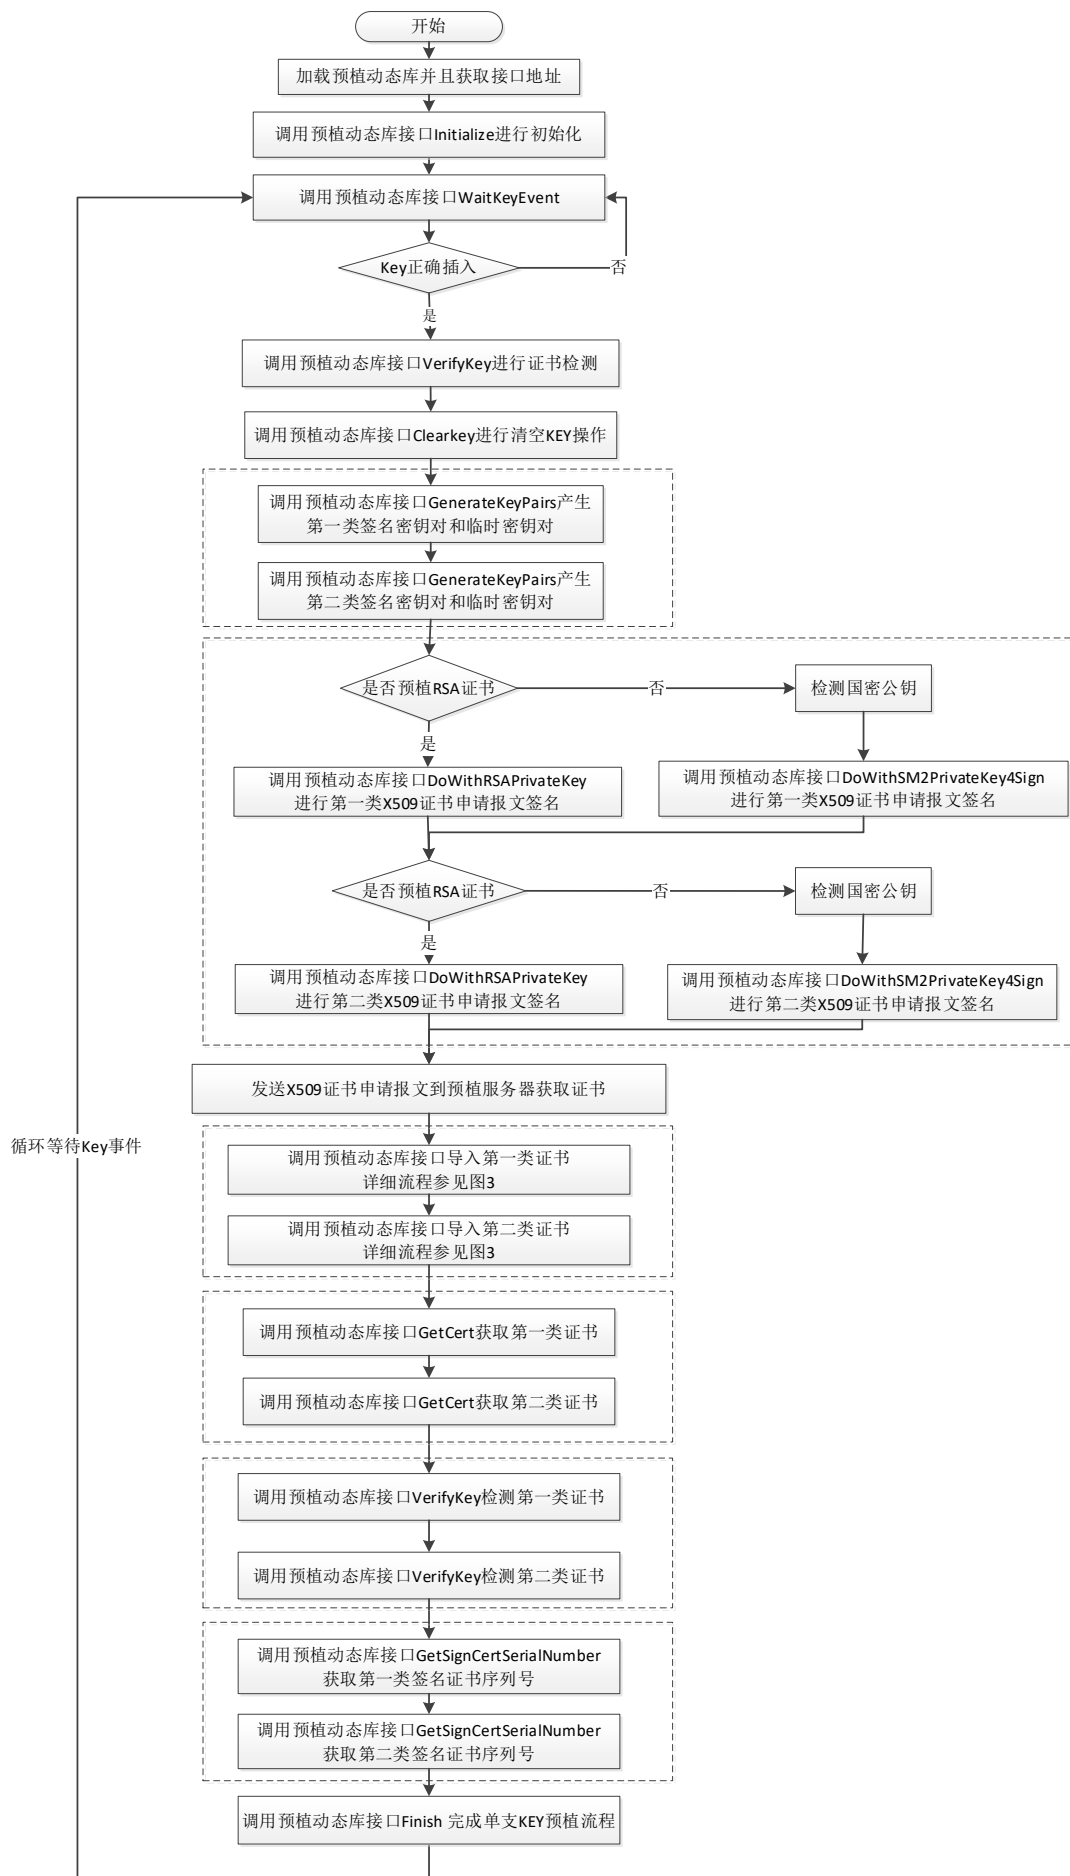 开始
加载预植动态库并且获取接口地址
调用预植动态库接口Initialize进行初始化
调用预植动态库接口WaitKeyEvent
Key正确插入
否
是
调用预植动态库接口VerifyKey进行证书检测
调用预植动态库接口Clearkey进行清空KEY操作
调用预植动态库接口GenerateKeyPairs产生
第一类签名密钥对和临时密钥对
调用预植动态库接口GenerateKeyPairs产生
第二类签名密钥对和临时密钥对
是否预植RSA证书
否
检测国密公钥
是
调用预植动态库接口DoWithRSAPrivateKey
进行第一类X509证书申请报文签名
调用预植动态库接口DoWithSM2PrivateKey4Sign
进行第一类X509证书申请报文签名
是否预植RSA证书
否
检测国密公钥
是
调用预植动态库接口DoWithRSAPrivateKey
进行第二类X509证书申请报文签名
调用预植动态库接口DoWithSM2PrivateKey4Sign
进行第二类X509证书申请报文签名
发送X509证书申请报文到预植服务器获取证书
循环等待Key事件
调用预植动态库接口导入第一类证书
详细流程参见图3
调用预植动态库接口导入第二类证书
详细流程参见图3
调用预植动态库接口GetCert获取第一类证书
调用预植动态库接口GetCert获取第二类证书
调用预植动态库接口VerifyKey检测第一类证书
调用预植动态库接口VerifyKey检测第二类证书
调用预植动态库接口GetSignCertSerialNumber
获取第一类签名证书序列号
调用预植动态库接口GetSignCertSerialNumber
获取第二类签名证书序列号
调用预植动态库接口Finish 完成单支KEY预植流程